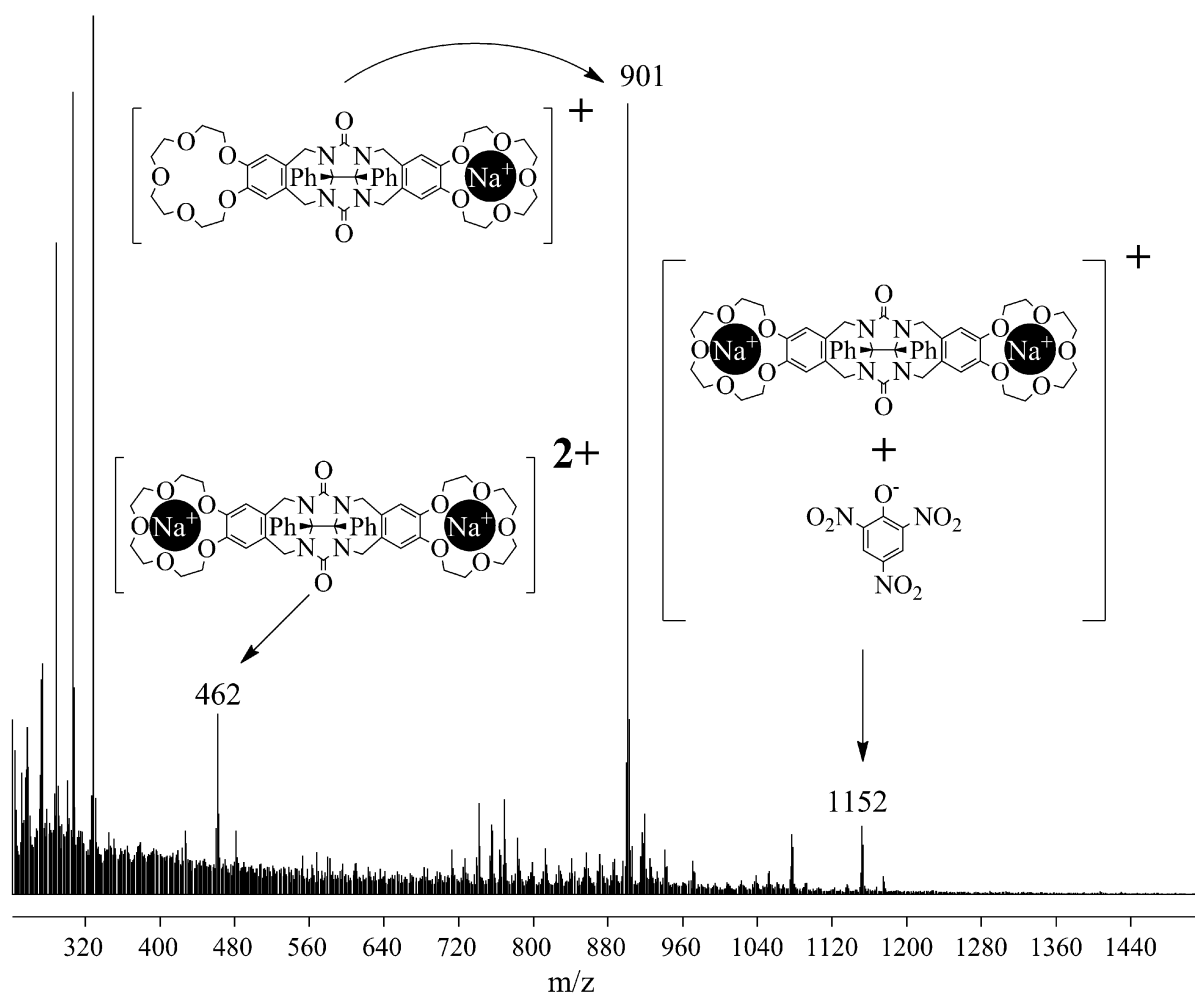 901
+
O
O O N N O O
O Ph Ph Na+ O
O O N N O O
O
+
O
O O N N O O
O Na+ Ph Ph Na+ O
O O N N O O
O
+
O-
O2N NO2
NO2
2+
O
O O N N O O
O Na+ Ph Ph Na+ O
O O N N O O
O
462
1152
320 400 480 560 640 720 800 880 960 1040 1120 1200 1280 1360 1440
m/z